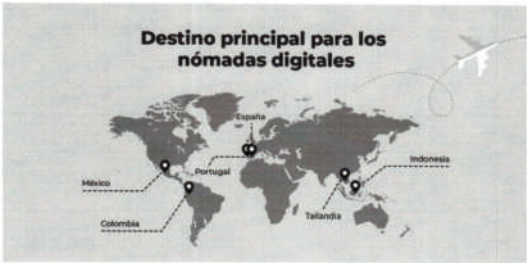 Destino principal para los
nómadas digitales
España
Portugal
Indonesia
México
Tailandia
Colombia